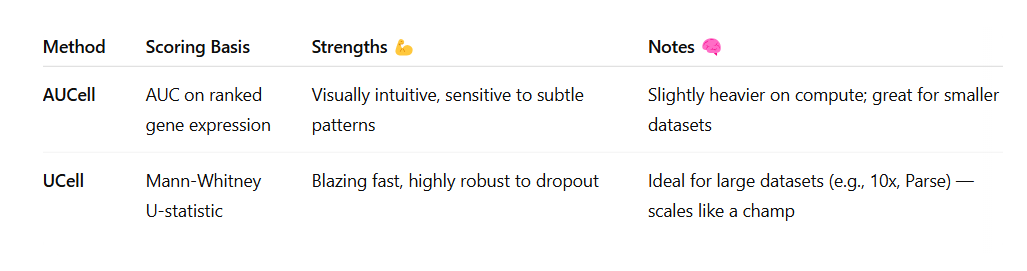 Method Scoring Basis Strengths 💪 Notes 🧠
AUCell AUC on ranked Visually intuitive, sensitive to subtle Slightly heavier on compute; great for smaller
gene expression patterns datasets
UCell Mann-Whitney Blazing fast, highly robust to dropout Ideal for large datasets (e.g., 10x, Parse) —
U-statistic scales like a champ